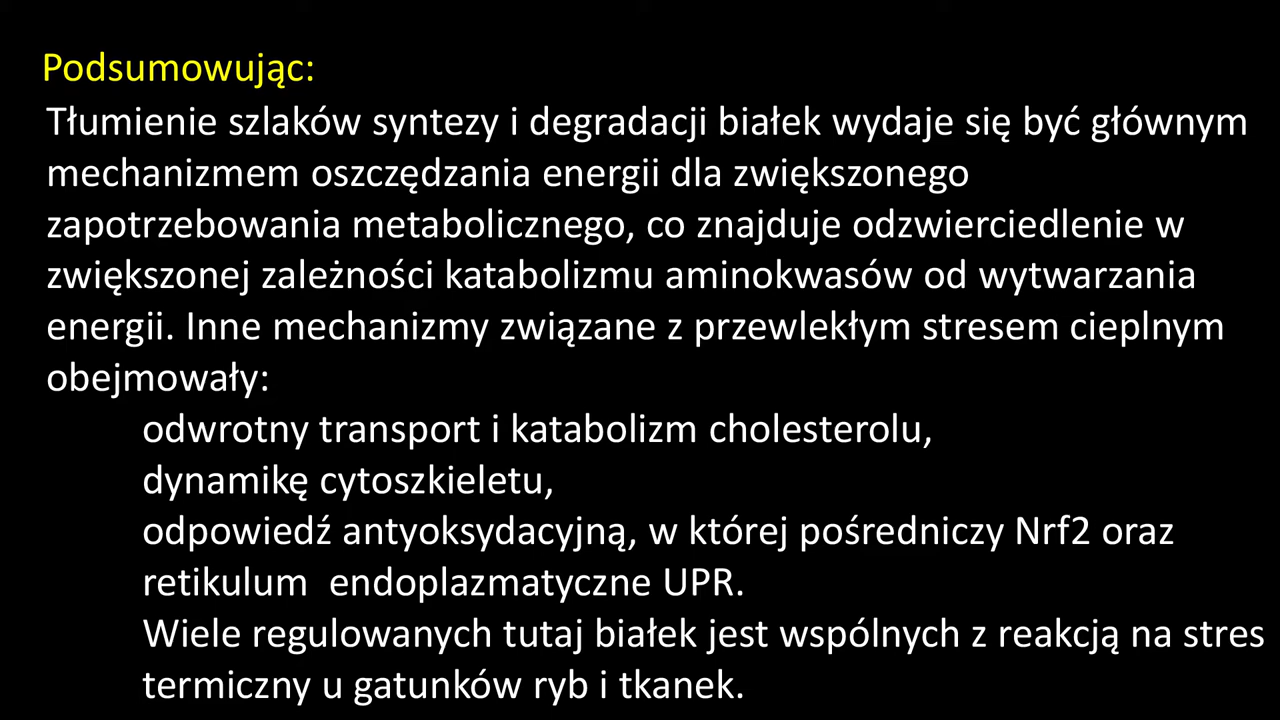 Podsumowując:
Tłumienie szlaków syntezy i degradacji białek wydaje się być głównym
mechanizmem oszczędzania energii dla zwiększonego
zapotrzebowania metabolicznego, co znajduje odzwierciedlenie w
zwiększonej zależności katabolizmu aminokwasów od wytwarzania
energii. Inne mechanizmy związane z przewlekłym stresem cieplnym
obejmowały:
odwrotny transport i katabolizm cholesterolu,
dynamikę cytoszkieletu,
odpowiedź antyoksydacyjną, w której pośredniczy Nrf2 oraz
retikulum endoplazmatyczne UPR.
Wiele regulowanych tutaj białek jest wspólnych z reakcją na stres
termiczny u gatunków ryb i tkanek.